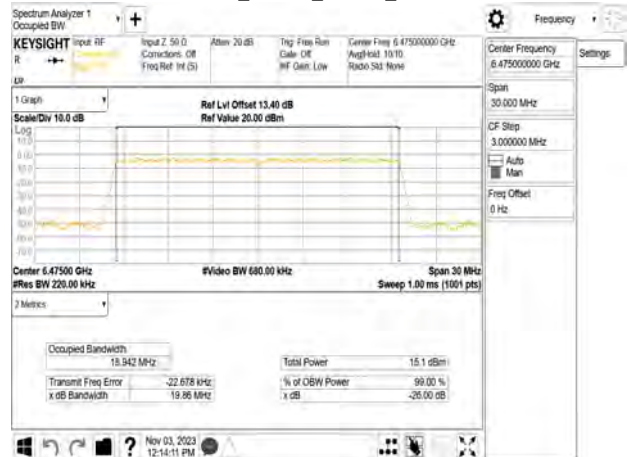 Spectrum Analyzer 1
Occupied BW
Frequency
KEYSIGHT Input: RF
Input Z: 50 Ω
Atten: 20 dB
Trig: Free Run
Center Freq: 6.475000000 GHz
R
Corrections: Off
Gate: Off
Avg|Hold: 10/10
Freq Ref: Int (S)
#IF Gain: Low
Radio Std: None
Center Frequency
6.475000000 GHz
Settings
Span
30.000 MHz
CF Step
3.000000 MHz
Auto
Man
Freq Offset
0 Hz
1 Graph
Ref Lvl Offset 13.40 dB
Scale/Div 10.0 dB
Ref Value 20.00 dBm
Log
Center 6.47500 GHz
#Video BW 680.00 kHz
Span 30 MHz
#Res BW 220.00 kHz
Sweep 1.00 ms (1001 pts)
2 Metrics
Occupied Bandwidth
18.942 MHz
Total Power
15.1 dBm
Transmit Freq Error
-22.678 kHz
% of OBW Power
99.00 %
x dB Bandwidth
19.86 MHz
x dB
-26.00 dB
Nov 03, 2023
12:14:11 PM